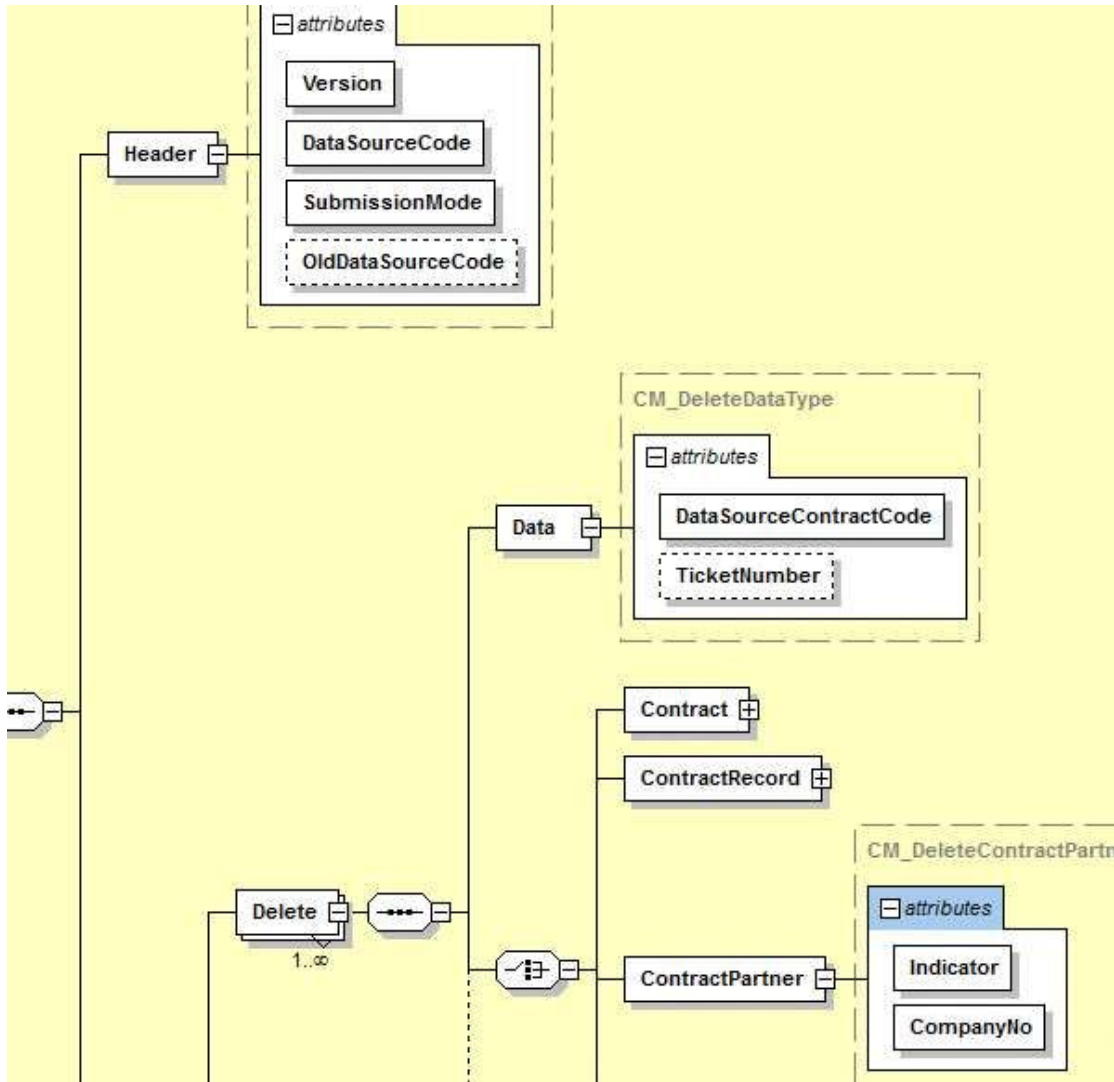 attributes
Version
Header
DataSourceCode
SubmissionMode
OldDataSourceCode
CM_DeleteDataType
attributes
Data
DataSourceContractCode
TicketNumber
Contract
ContractRecord
CM_DeleteContractPartn
Delete
1..∞
attributes
ContractPartner
Indicator
CompanyNo